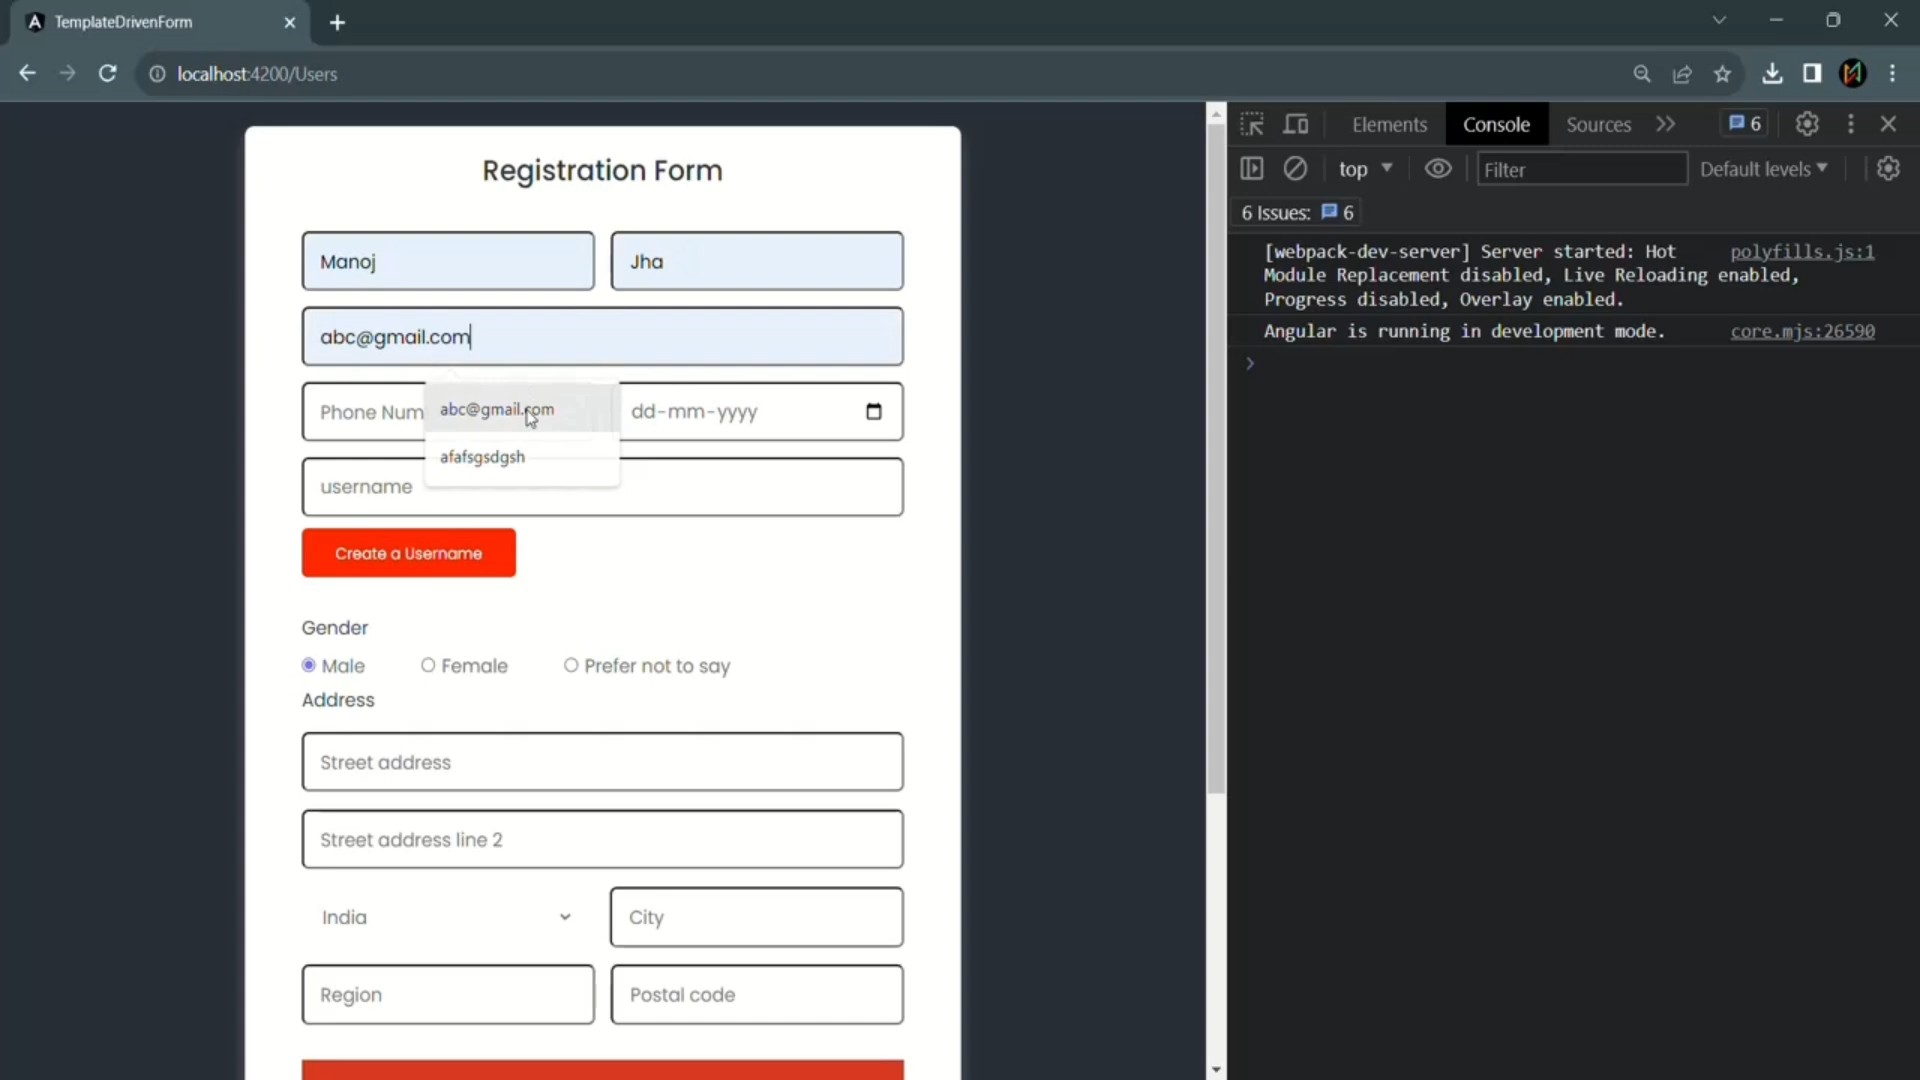 TemplateDrivenForm
localhost:4200/Users
Registration Form
Manoj
Jha
abc@gmail.com
Phone Num
dd-mm-yyyy
abc@gmail.com
afafsgsdgsh
username
Create a Username
Gender
Male
Female
Prefer not to say
Address
Street address
Street address line 2
India
City
Region
Postal code
Elements
Console
Sources
6
top
Filter
Default levels
6 Issues:
6
[webpack-dev-server] Server started: Hot
polyfills.js:1
Module Replacement disabled, Live Reloading enabled,
Progress disabled, Overlay enabled.
Angular is running in development mode.
core.mjs:26590